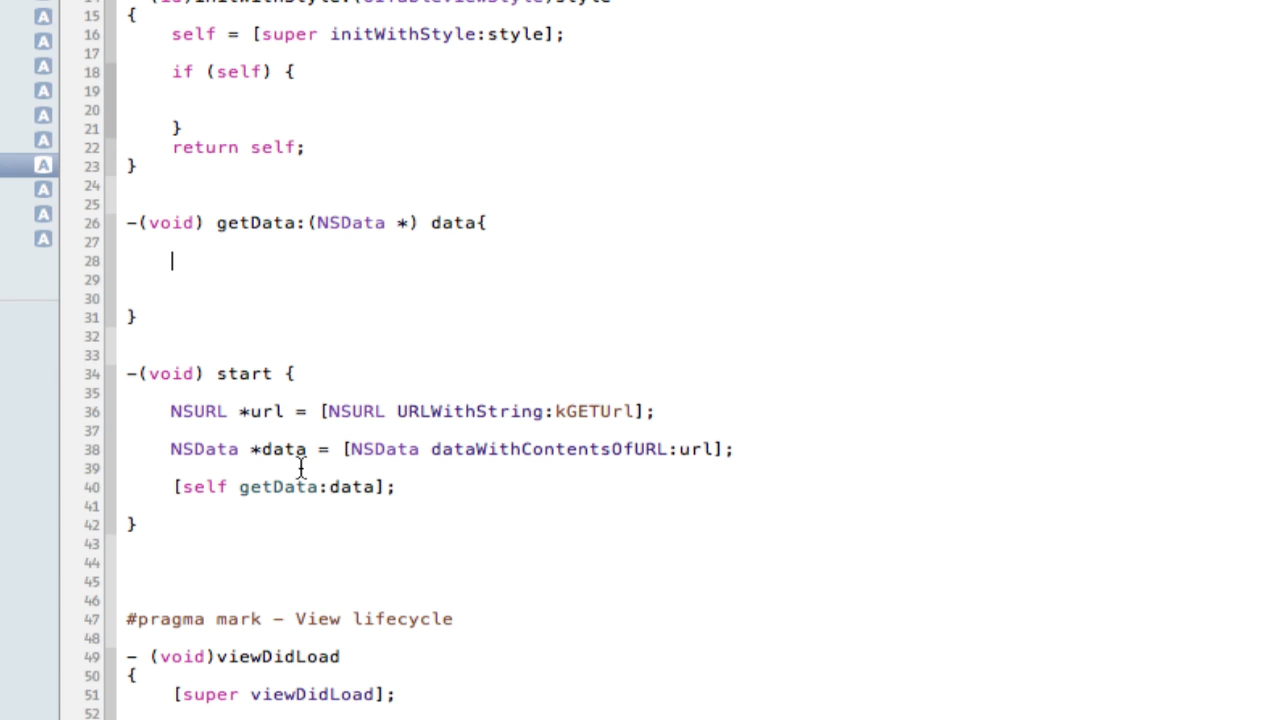 A
15 {
A
16 self = [super initWithStyle:style];
17
A
18 if (self) {
A
19
20
A
21 }
A
22 return self;
A
23 }
24
A
25
A
26 -(void) getData:(NSData *) data{
A
27
28
29
30
31 }
32
33
34 -(void) start {
35
36 NSURL *url = [NSURL URLWithString:kGETUrl];
37
38 NSData *data = [NSData dataWithContentsOfURL:url];
39
40 [self getData:data];
41
42 }
43
44
45
46
47 #pragma mark - View lifecycle
48
49 - (void)viewDidLoad
50 {
51 [super viewDidLoad];
52